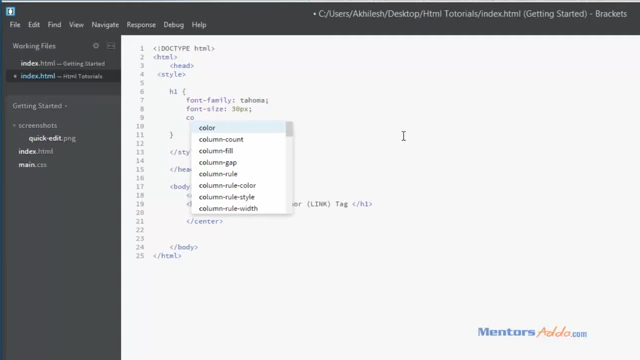 • C:/Users/Akhilesh/Desktop/Html Tutorials/index.html (Getting Started) - Brackets
File Edit Find View Navigate Debug Help
Working Files
index.html — Getting Started
• index.html — Html Tutorials
Getting Started
screenshots
quick-edit.png
index.html
main.css
1 <!DOCTYPE html>
2 <html>
3 <head>
4 <style>
5
6 h1 {
7 font-family: tahoma;
8 font-size: 30px;
9 co
10
11 }
12
13 </sty
14
15 </head
16
17 <body
18 <
19 <h or (LINK) Tag </h1>
20
21 </center>
22
23
24 </body>
25 </html>
color
column-count
column-fill
column-gap
column-rule
column-rule-color
column-rule-style
column-rule-width
MentorsAdda.com